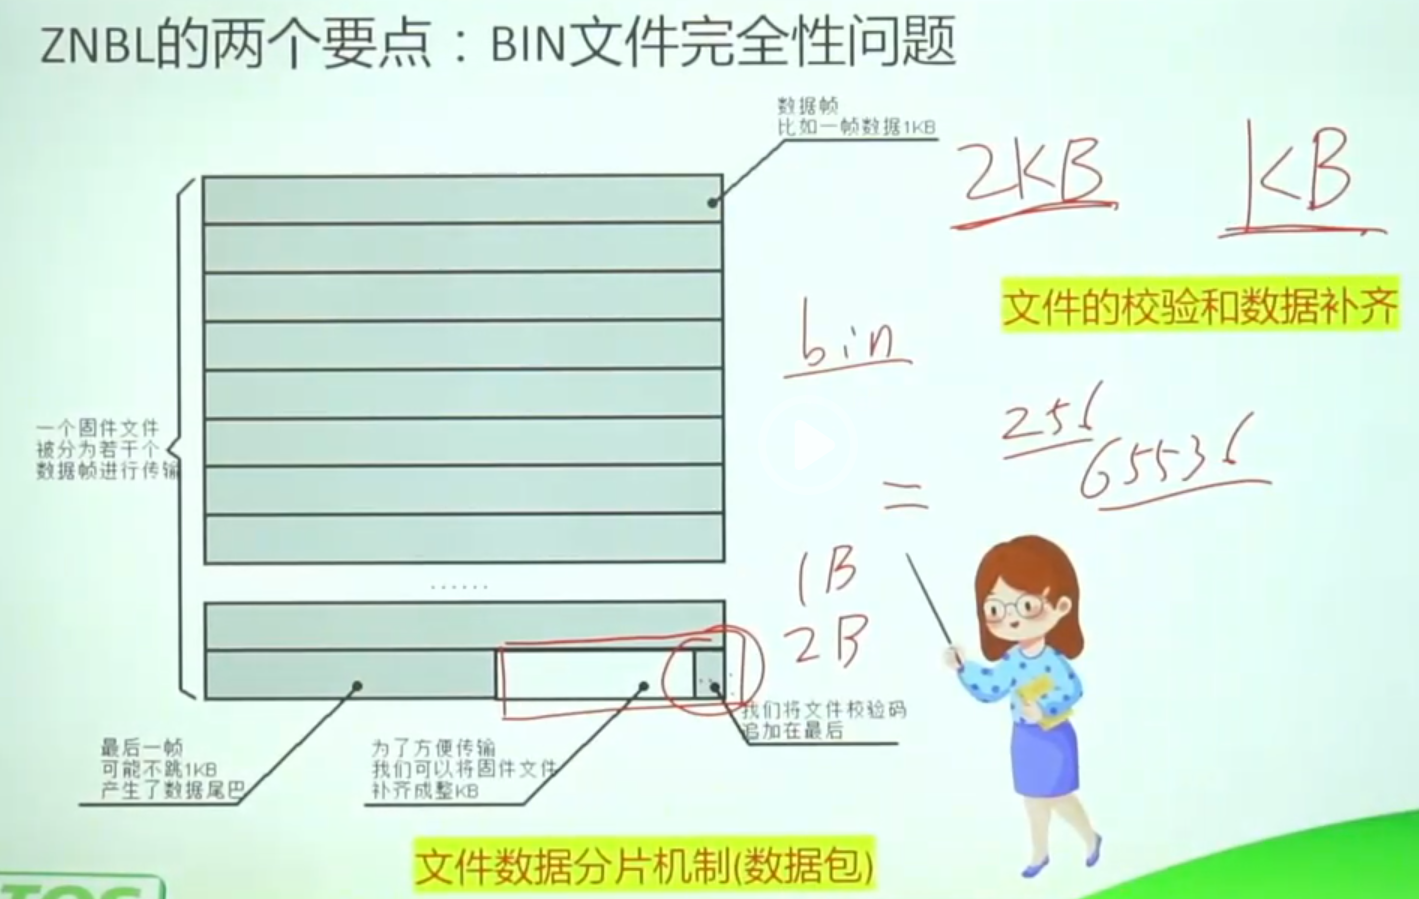 ZNBL的两个要点：BIN文件完全性问题
数据帧
比如一帧数据1KB
2KB
KB
文件的校验和数据补齐
bin
256
65536
=
1B
2B
一个固件文件
被分为若干个
数据帧进行传输
......
我们将文件校验码
追加在最后
最后一帧
可能不跳1KB
产生了数据尾巴
为了方便传输
我们可以将固件文件
补齐成整KB
文件数据分片机制(数据包)